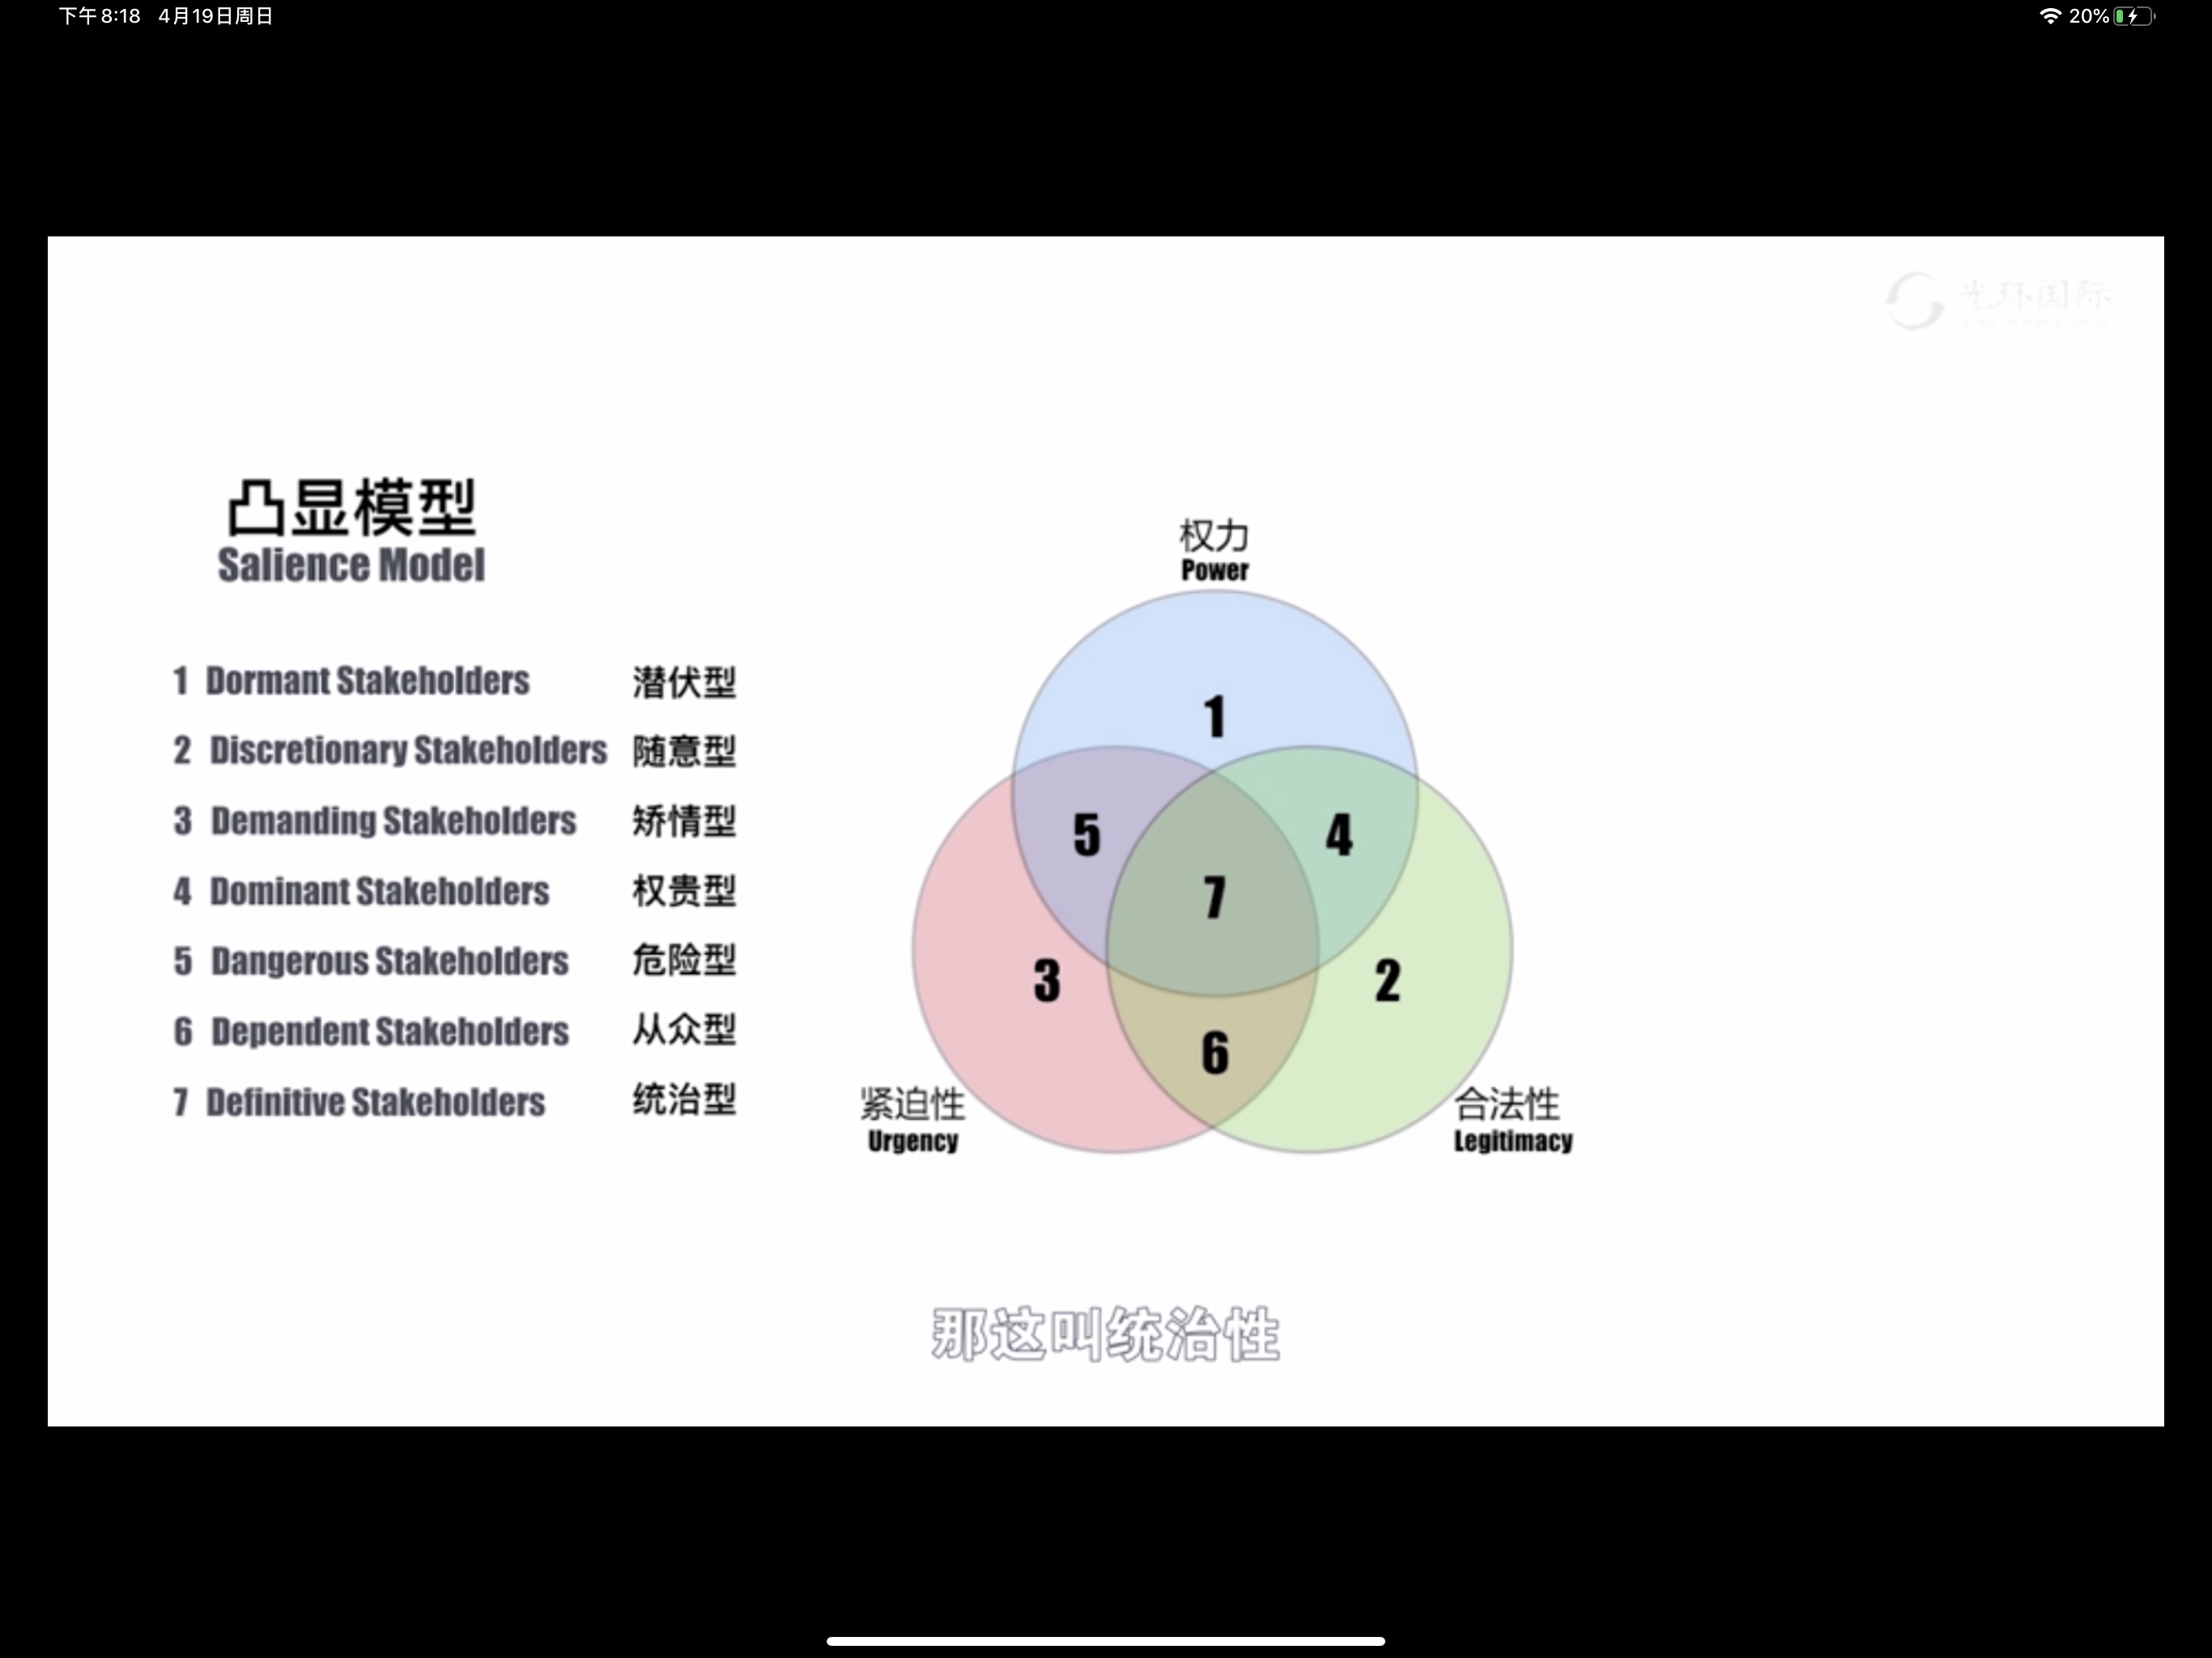 下午8:18 4月19日周日
20%
光环国际
凸显模型
Salience Model
1 Dormant Stakeholders 潜伏型
2 Discretionary Stakeholders 随意型
3 Demanding Stakeholders 矫情型
4 Dominant Stakeholders 权贵型
5 Dangerous Stakeholders 危险型
6 Dependent Stakeholders 从众型
7 Definitive Stakeholders 统治型
权力
Power
1
5
4
7
3
2
6
紧迫性
Urgency
合法性
Legitimacy
那这叫统治性